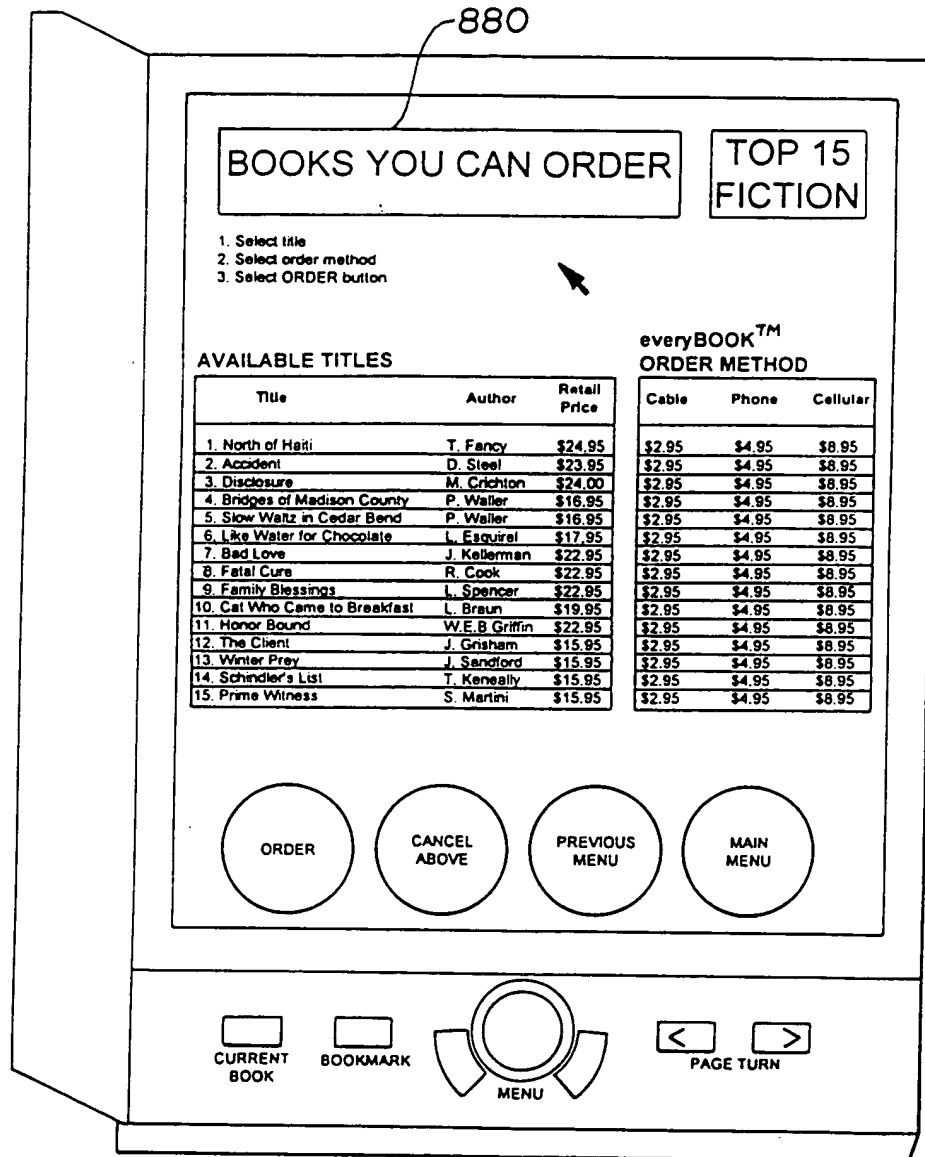 880
BOOKS YOU CAN ORDER
TOP 15
FICTION
1. Select title
2. Select order method
3. Select ORDER button
AVAILABLE TITLES
everyBOOK™
ORDER METHOD
Title Author Retail Price Cable Phone Cellular
1. North of Haiti T. Fancy $24.95 $2.95 $4.95 $8.95
2. Accident D. Steel $23.95 $2.95 $4.95 $8.95
3. Disclosure M. Crichton $24.00 $2.95 $4.95 $8.95
4. Bridges of Madison County P. Waller $16.95 $2.95 $4.95 $8.95
5. Slow Waltz in Cedar Bend P. Waller $16.95 $2.95 $4.95 $8.95
6. Like Water for Chocolate L. Esquirel $17.95 $2.95 $4.95 $8.95
7. Bad Love J. Kellerman $22.95 $2.95 $4.95 $8.95
8. Fatal Cure R. Cook $22.95 $2.95 $4.95 $8.95
9. Family Blessings L. Spencer $22.95 $2.95 $4.95 $8.95
10. Cat Who Came to Breakfast L. Braun $19.95 $2.95 $4.95 $8.95
11. Honor Bound W.E.B Griffin $22.95 $2.95 $4.95 $8.95
12. The Client J. Grisham $15.95 $2.95 $4.95 $8.95
13. Winter Prey J. Sandford $15.95 $2.95 $4.95 $8.95
14. Schindler's List T. Keneally $15.95 $2.95 $4.95 $8.95
15. Prime Witness S. Martini $15.95 $2.95 $4.95 $8.95
ORDER
CANCEL
ABOVE
PREVIOUS
MENU
MAIN
MENU
CURRENT
BOOK
BOOKMARK
MENU
< >
PAGE TURN